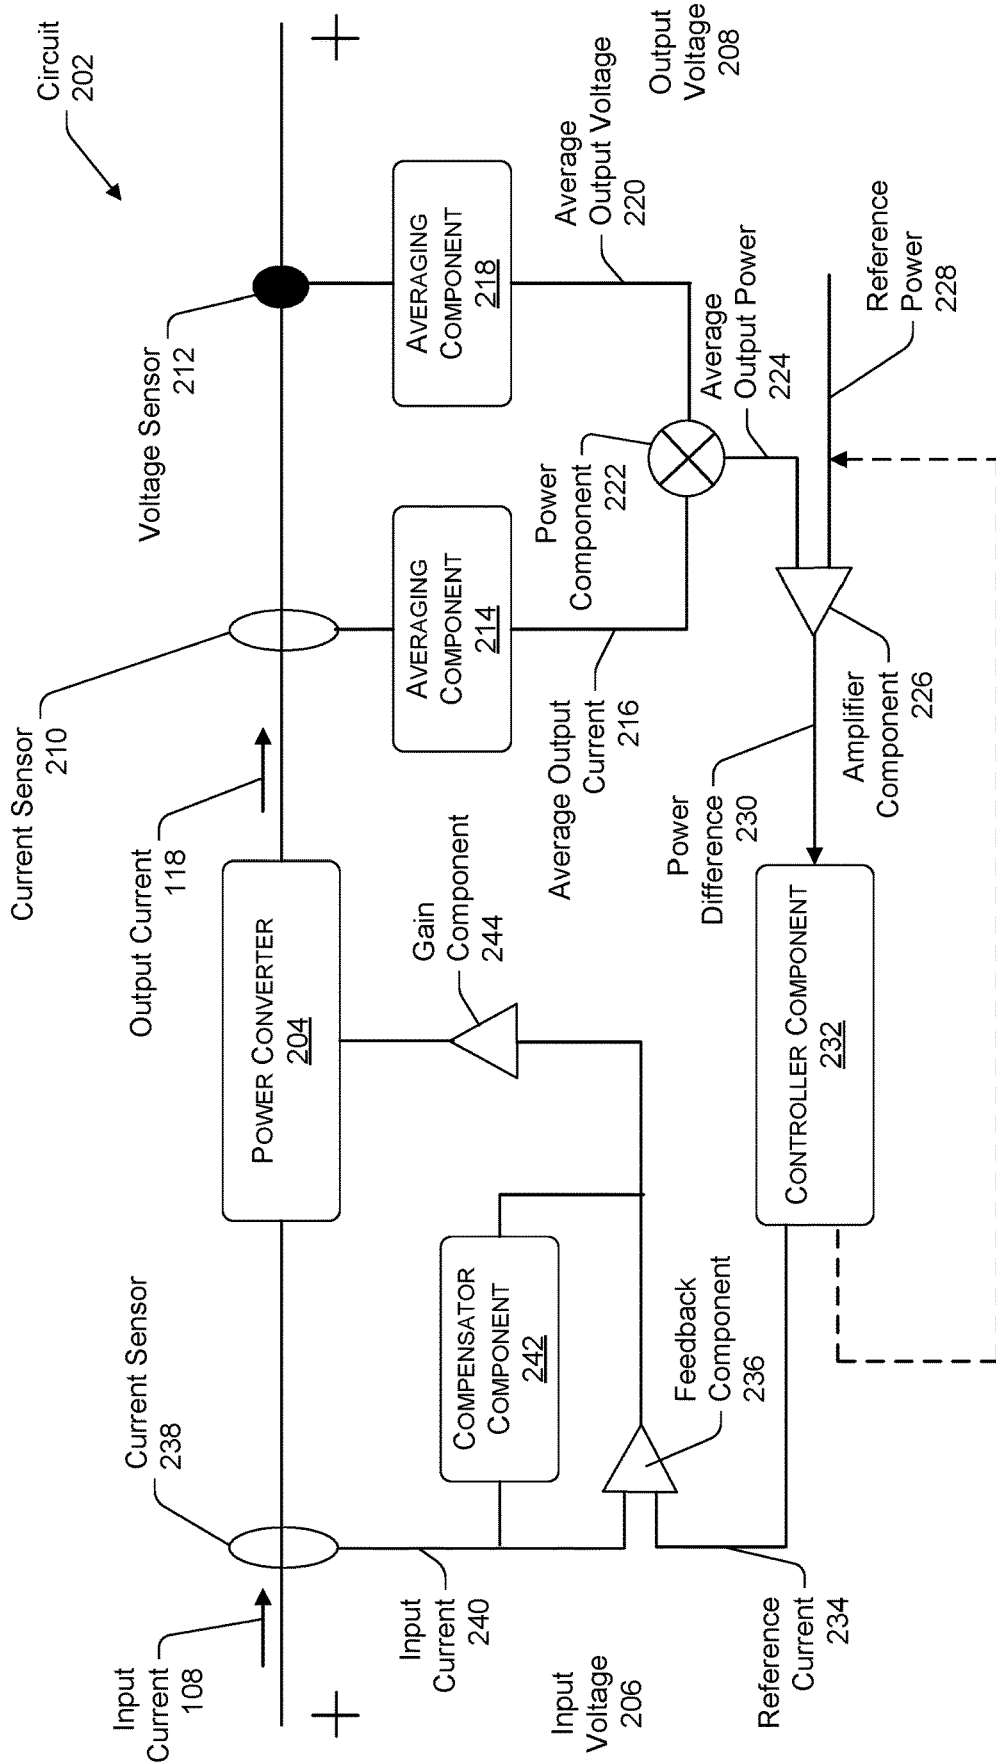 Circuit
202
Input
Current
108
Current Sensor
238
Output Current
118
Current Sensor
210
Voltage Sensor
212
POWER CONVERTER
204
+
+
Input
Current
240
COMPENSATOR
COMPONENT
242
Gain
Component
244
AVERAGING
COMPONENT
214
AVERAGING
COMPONENT
218
Input
Voltage
206
Feedback
Component
236
Average Output
Current
216
Power
Component
222
Average
Output Voltage
220
Output
Voltage
208
Reference
Current
234
CONTROLLER COMPONENT
232
Power
Difference
230
Amplifier
Component
226
Average
Output Power
224
Reference
Power
228